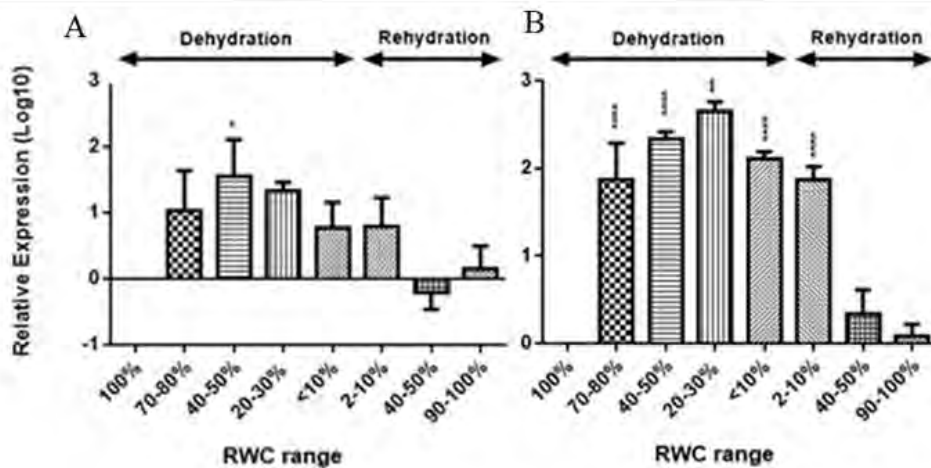 A
Dehydration
Rehydration
Relative Expression (Log10)
3
2
1
0
-1
*
100%
70-80%
40-50%
20-30%
<10%
2-10%
40-50%
90-100%
RWC range
B
Dehydration
Rehydration
3
2
1
0
100%
70-80%
40-50%
20-30%
<10%
2-10%
40-50%
90-100%
RWC range